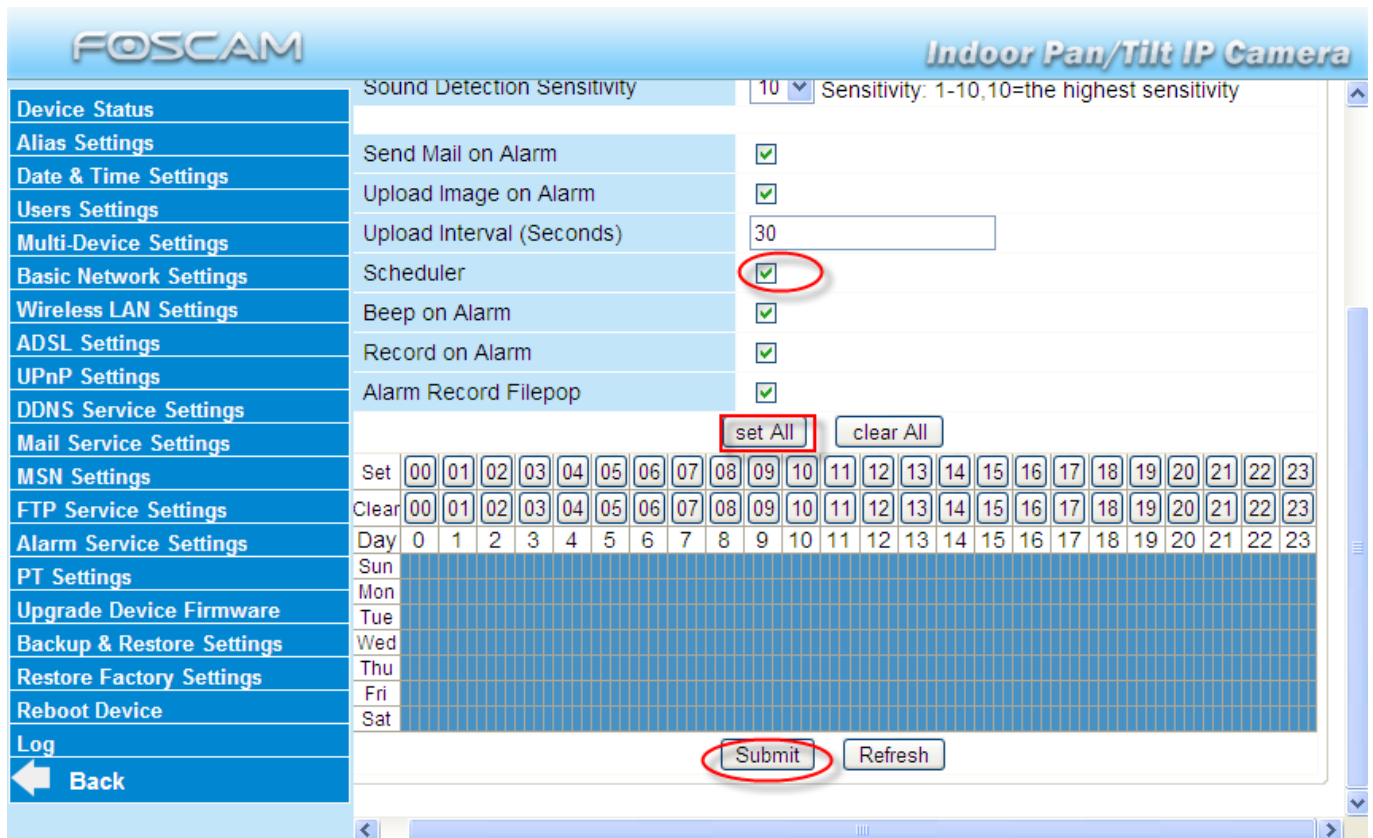 FOSCAM
Indoor Pan/Tilt IP Camera
Device Status
Alias Settings
Date & Time Settings
Users Settings
Multi-Device Settings
Basic Network Settings
Wireless LAN Settings
ADSL Settings
UPnP Settings
DDNS Service Settings
Mail Service Settings
MSN Settings
FTP Service Settings
Alarm Service Settings
PT Settings
Upgrade Device Firmware
Backup & Restore Settings
Restore Factory Settings
Reboot Device
Log
Back
Sound Detection Sensitivity 10 Sensitivity: 1-10,10=the highest sensitivity
Send Mail on Alarm
Upload Image on Alarm
Upload Interval (Seconds) 30
Scheduler
Beep on Alarm
Record on Alarm
Alarm Record Filepop
set All clear All
Set 00 01 02 03 04 05 06 07 08 09 10 11 12 13 14 15 16 17 18 19 20 21 22 23
Clear 00 01 02 03 04 05 06 07 08 09 10 11 12 13 14 15 16 17 18 19 20 21 22 23
Day 0 1 2 3 4 5 6 7 8 9 10 11 12 13 14 15 16 17 18 19 20 21 22 23
Sun
Mon
Tue
Wed
Thu
Fri
Sat
Submit Refresh